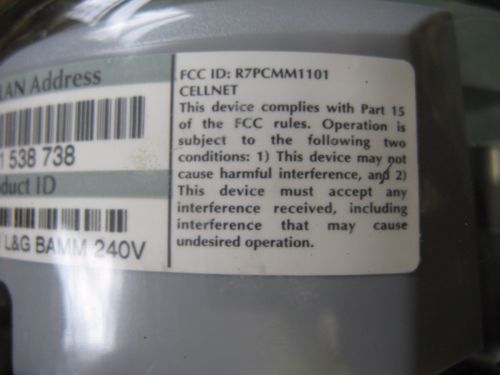 LAN Address
1 538 738
duct ID
L&G BAMM 240V
FCC ID: R7PCMM1101
CELLNET
This device complies with Part 15
of the FCC rules. Operation is
subject to the following two
conditions: 1) This device may not
cause harmful interference, and 2)
This device must accept any
interference received, including
interference that may cause
undesired operation.